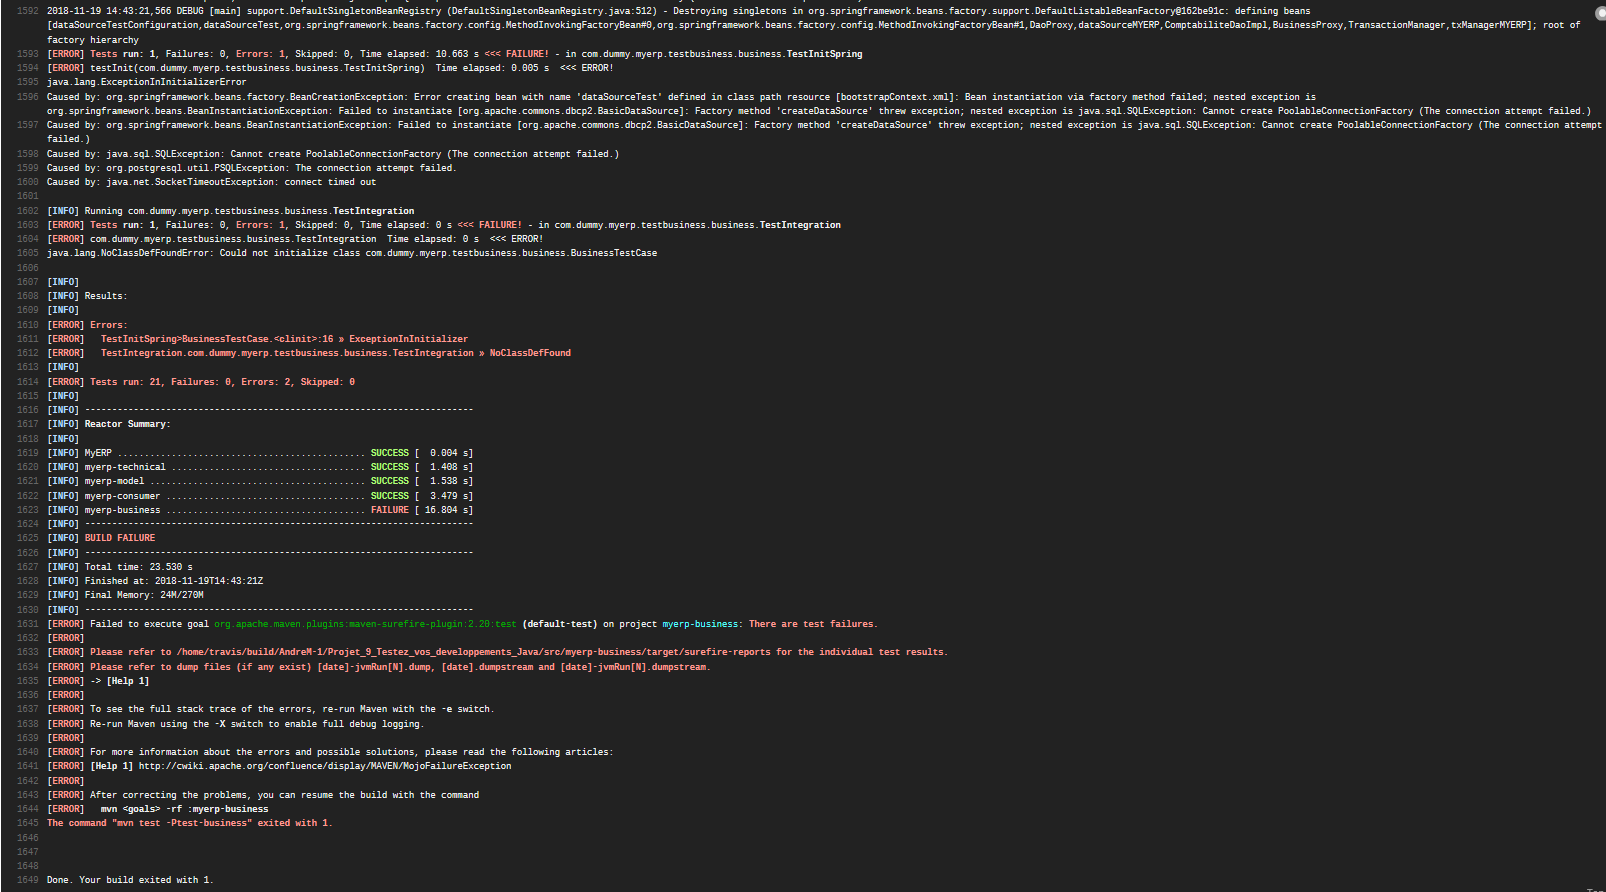 1592 2018-11-19 14:43:21,566 DEBUG [main] support.DefaultSingletonBeanRegistry (DefaultSingletonBeanRegistry.java:512) - Destroying singletons in org.springframework.beans.factory.support.DefaultListableBeanFactory@162be91c: defining beans
[dataSourceTestConfiguration,dataSourceTest,org.springframework.beans.factory.config.MethodInvokingFactoryBean#0,org.springframework.beans.factory.config.MethodInvokingFactoryBean#1,DaoProxy,dataSourceMYERP,ComptabiliteDaoImpl,BusinessProxy,TransactionManager,txManagerMYERP]; root of
factory hierarchy
1593 [ERROR] Tests run: 1, Failures: 0, Errors: 1, Skipped: 0, Time elapsed: 10.663 s <<< FAILURE! - in com.dummy.myerp.testbusiness.business.TestInitSpring
1594 [ERROR] testInit(com.dummy.myerp.testbusiness.business.TestInitSpring)  Time elapsed: 0.005 s  <<< ERROR!
1595 java.lang.ExceptionInInitializerError
1596 Caused by: org.springframework.beans.factory.BeanCreationException: Error creating bean with name 'dataSourceTest' defined in class path resource [bootstrapContext.xml]: Bean instantiation via factory method failed; nested exception is
org.springframework.beans.BeanInstantiationException: Failed to instantiate [org.apache.commons.dbcp2.BasicDataSource]: Factory method 'createDataSource' threw exception; nested exception is java.sql.SQLException: Cannot create PoolableConnectionFactory (The connection attempt failed.)
1597 Caused by: org.springframework.beans.BeanInstantiationException: Failed to instantiate [org.apache.commons.dbcp2.BasicDataSource]: Factory method 'createDataSource' threw exception; nested exception is java.sql.SQLException: Cannot create PoolableConnectionFactory (The connection attempt
failed.)
1598 Caused by: java.sql.SQLException: Cannot create PoolableConnectionFactory (The connection attempt failed.)
1599 Caused by: org.postgresql.util.PSQLException: The connection attempt failed.
1600 Caused by: java.net.SocketTimeoutException: connect timed out
1601
1602 [INFO] Running com.dummy.myerp.testbusiness.business.TestIntegration
1603 [ERROR] Tests run: 1, Failures: 0, Errors: 1, Skipped: 0, Time elapsed: 0 s <<< FAILURE! - in com.dummy.myerp.testbusiness.business.TestIntegration
1604 [ERROR] com.dummy.myerp.testbusiness.business.TestIntegration  Time elapsed: 0 s  <<< ERROR!
1605 java.lang.NoClassDefFoundError: Could not initialize class com.dummy.myerp.testbusiness.business.BusinessTestCase
1606
1607 [INFO]
1608 [INFO] Results:
1609 [INFO]
1610 [ERROR] Errors:
1611 [ERROR]   TestInitSpring>BusinessTestCase.<clinit>:16 » ExceptionInInitializer
1612 [ERROR]   TestIntegration.com.dummy.myerp.testbusiness.business.TestIntegration » NoClassDefFound
1613 [INFO]
1614 [ERROR] Tests run: 21, Failures: 0, Errors: 2, Skipped: 0
1615 [INFO]
1616 [INFO] ------------------------------------------------------------------------
1617 [INFO] Reactor Summary:
1618 [INFO]
1619 [INFO] MyERP .............................................. SUCCESS [  0.004 s]
1620 [INFO] myerp-technical .................................... SUCCESS [  1.408 s]
1621 [INFO] myerp-model ........................................ SUCCESS [  1.538 s]
1622 [INFO] myerp-consumer ..................................... SUCCESS [  3.479 s]
1623 [INFO] myerp-business ..................................... FAILURE [ 16.804 s]
1624 [INFO] ------------------------------------------------------------------------
1625 [INFO] BUILD FAILURE
1626 [INFO] ------------------------------------------------------------------------
1627 [INFO] Total time: 23.530 s
1628 [INFO] Finished at: 2018-11-19T14:43:21Z
1629 [INFO] Final Memory: 24M/270M
1630 [INFO] ------------------------------------------------------------------------
1631 [ERROR] Failed to execute goal org.apache.maven.plugins:maven-surefire-plugin:2.20:test (default-test) on project myerp-business: There are test failures.
1632 [ERROR]
1633 [ERROR] Please refer to /home/travis/build/AndreM-1/Projet_9_Testez_vos_developpements_Java/src/myerp-business/target/surefire-reports for the individual test results.
1634 [ERROR] Please refer to dump files (if any exist) [date]-jvmRun[N].dump, [date].dumpstream and [date]-jvmRun[N].dumpstream.
1635 [ERROR] -> [Help 1]
1636 [ERROR]
1637 [ERROR] To see the full stack trace of the errors, re-run Maven with the -e switch.
1638 [ERROR] Re-run Maven using the -X switch to enable full debug logging.
1639 [ERROR]
1640 [ERROR] For more information about the errors and possible solutions, please read the following articles:
1641 [ERROR] [Help 1] http://cwiki.apache.org/confluence/display/MAVEN/MojoFailureException
1642 [ERROR]
1643 [ERROR] After correcting the problems, you can resume the build with the command
1644 [ERROR]   mvn <goals> -rf :myerp-business
1645 The command "mvn test -Ptest-business" exited with 1.
1646
1647
1648
1649 Done. Your build exited with 1.